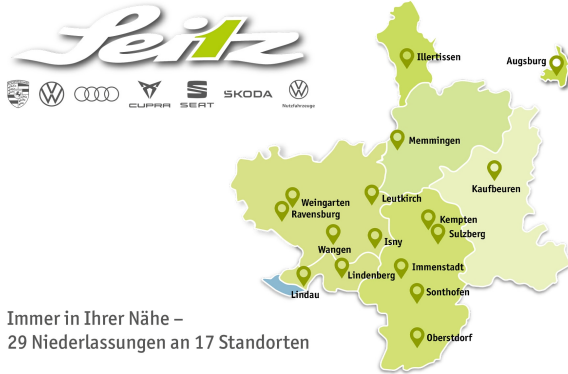 Seitz
CUPRA
SEAT
SKODA
Nutzfahrzeuge
Illertissen
Augsburg
Memmingen
Kaufbeuren
Leutkirch
Weingarten
Ravensburg
Kempten
Sulzberg
Wangen
Isny
Lindenberg
Immenstadt
Lindau
Sonthofen
Oberstdorf
Immer in Ihrer Nähe –
29 Niederlassungen an 17 Standorten